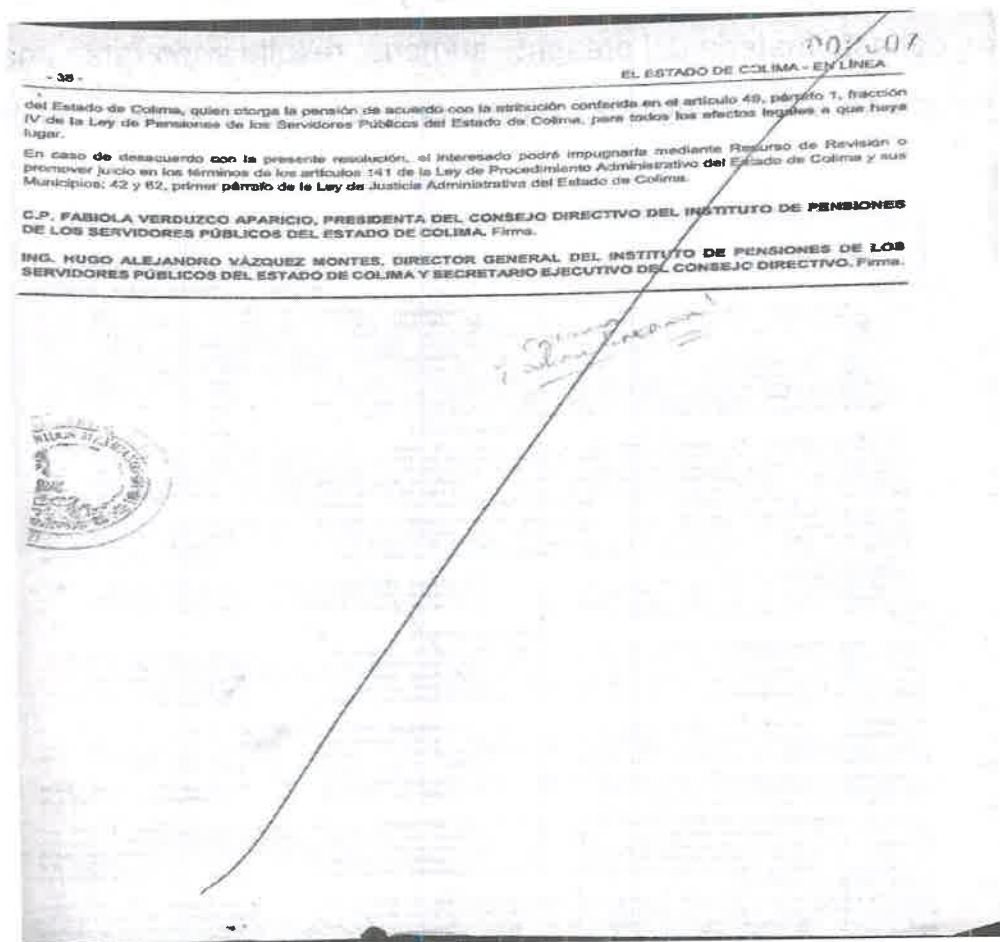 - 38 -
EL ESTADO DE COLIMA - EN LÍNEA
del Estado de Colima, quien otorga la pensión de acuerdo con la atribución conferida en el artículo 49, párrafo 1, fracción
IV de la Ley de Pensiones de los Servidores Públicos del Estado de Colima, para todos los efectos legales a que haya
lugar.
En caso de desacuerdo con la presente resolución, el interesado podrá impugnarla mediante Recurso de Revisión o
promover juicio en los términos de los artículos 141 de la Ley de Procedimiento Administrativo del Estado de Colima y sus
Municipios; 42 y 62, primer párrafo de la Ley de Justicia Administrativa del Estado de Colima.
C.P. FABIOLA VERDUZCO APARICIO, PRESIDENTA DEL CONSEJO DIRECTIVO DEL INSTITUTO DE PENSIONES
DE LOS SERVIDORES PÚBLICOS DEL ESTADO DE COLIMA, Firma.
ING. HUGO ALEJANDRO VÁZQUEZ MONTES, DIRECTOR GENERAL DEL INSTITUTO DE PENSIONES DE LOS
SERVIDORES PÚBLICOS DEL ESTADO DE COLIMA Y SECRETARIO EJECUTIVO DEL CONSEJO DIRECTIVO, Firma.